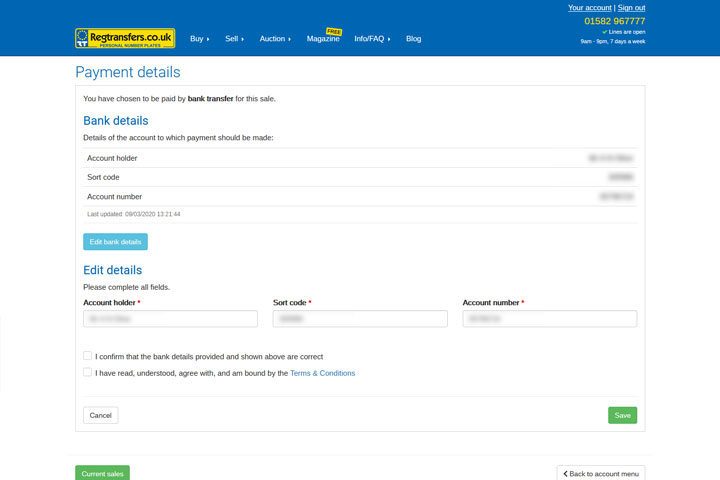 Your account | Sign out
01582 967777
Lines are open
9am - 9pm, 7 days a week
Regtransfers.co.uk
PERSONAL NUMBER PLATES
Buy
Sell
Auction
Magazine
FREE
Info/FAQ
Blog
Payment details
You have chosen to be paid by bank transfer for this sale.
Bank details
Details of the account to which payment should be made:
Account holder
Sort code
Account number
Last updated: 09/03/2020 13:21:44
Edit bank details
Edit details
Please complete all fields.
Account holder * Sort code * Account number *
I confirm that the bank details provided and shown above are correct
I have read, understood, agree with, and am bound by the Terms & Conditions
Cancel Save
Current sales Back to account menu